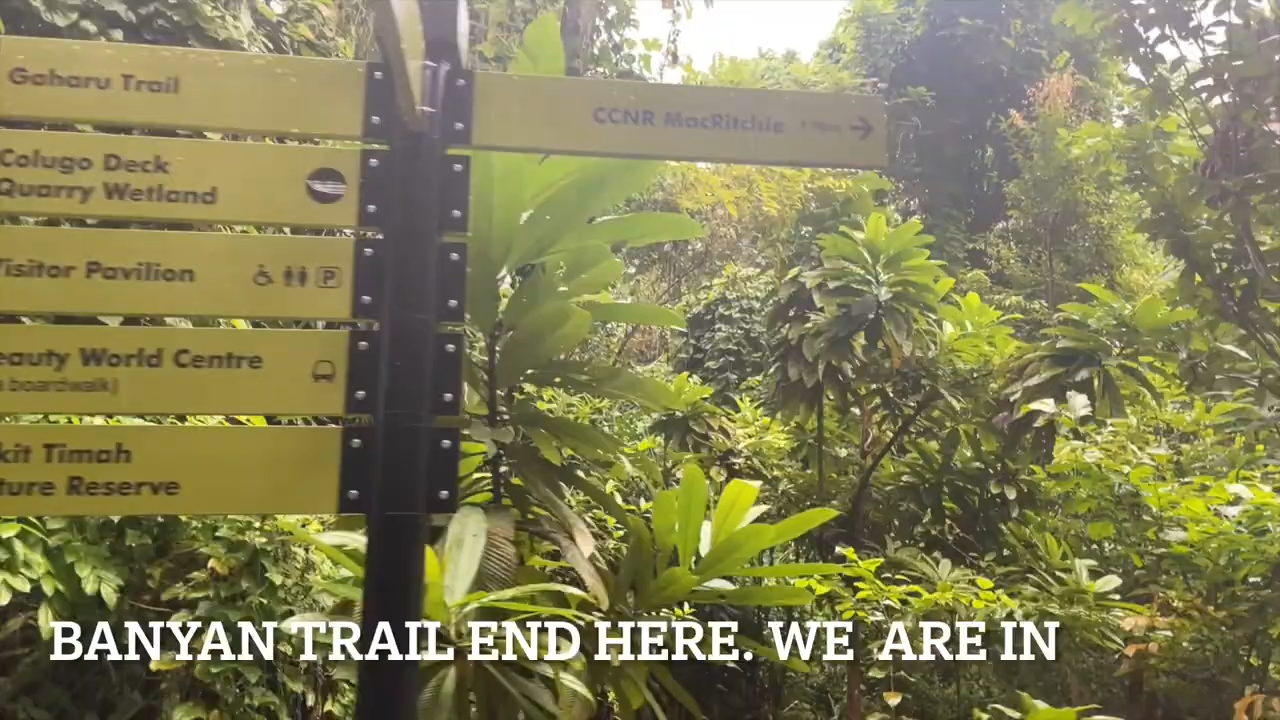 Gaharu Trail
CCNR MacRitchie
Colugo Deck
Quarry Wetland
Visitor Pavilion
P
eauty World Centre
boardwalk)
kit Timah
ture Reserve
BANYAN TRAIL END HERE. WE ARE IN